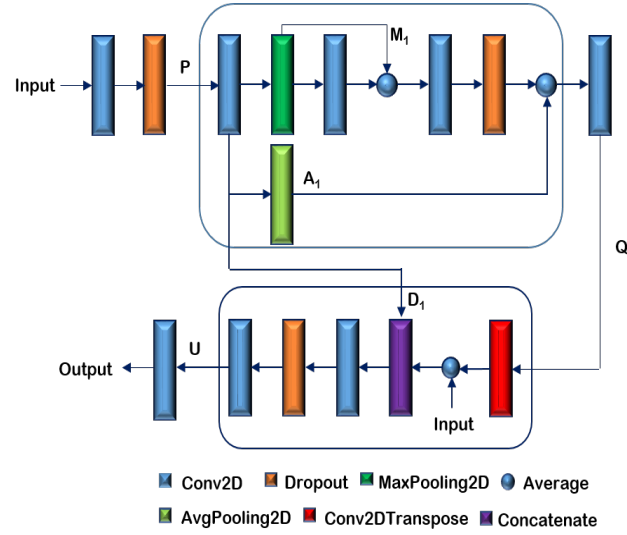 M1
P
Input
A1
Q
D1
U
Output
Input
Conv2D Dropout MaxPooling2D Average
AvgPooling2D Conv2DTranspose Concatenate